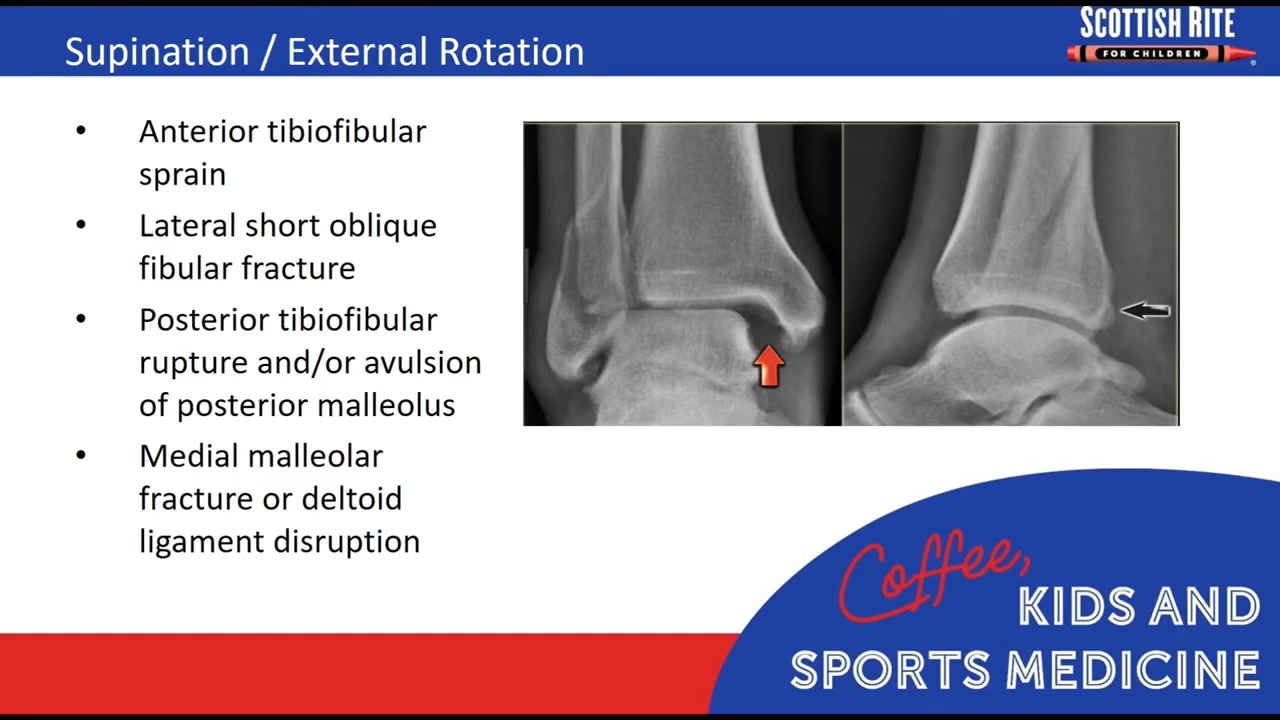 Supination / External Rotation
SCOTTISH RITE
FOR CHILDREN
®
• Anterior tibiofibular
sprain
• Lateral short oblique
fibular fracture
• Posterior tibiofibular
rupture and/or avulsion
of posterior malleolus
• Medial malleolar
fracture or deltoid
ligament disruption
Coffee,
KIDS AND
SPORTS MEDICINE